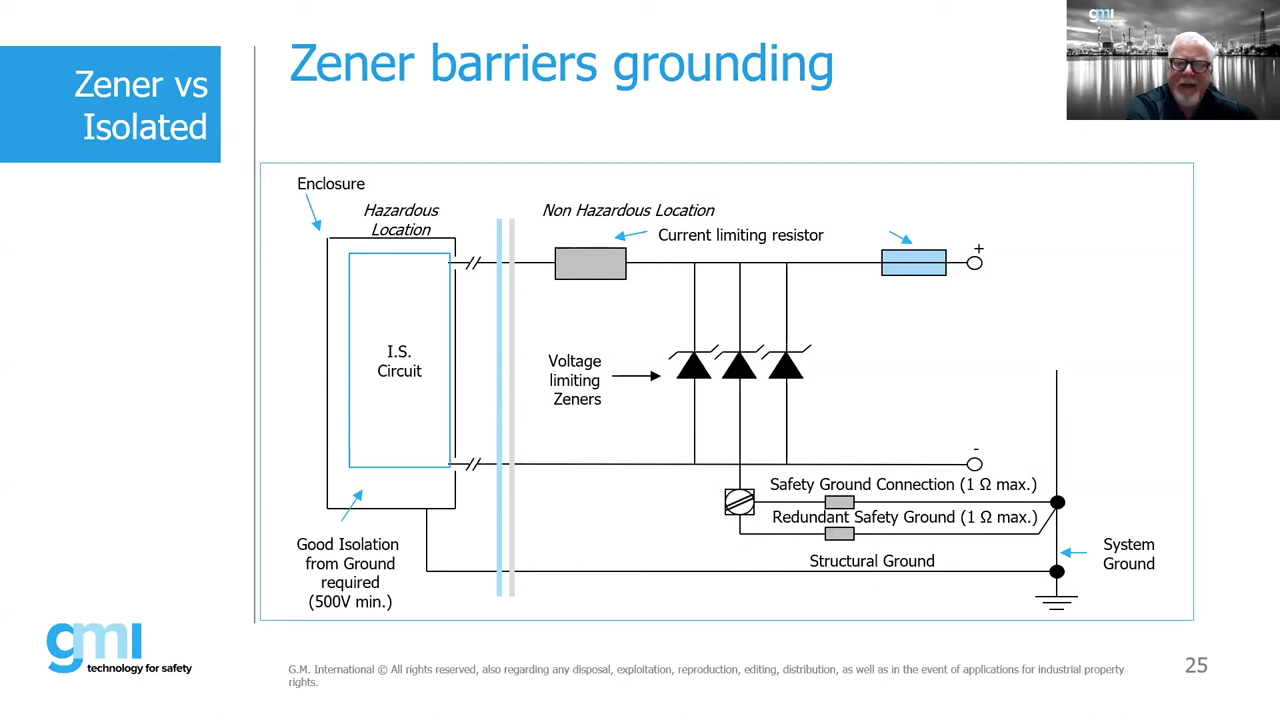 Zener vs
Isolated
Zener barriers grounding
gmi
Enclosure
Hazardous
Location
Non Hazardous Location
Current limiting resistor
+
I.S.
Circuit
Voltage
limiting
Zeners
-
Safety Ground Connection (1 Ω max.)
Redundant Safety Ground (1 Ω max.)
Structural Ground
System
Ground
Good Isolation
from Ground
required
(500V min.)
gmi
technology for safety
G.M. International © All rights reserved, also regarding any disposal, exploitation, reproduction, editing, distribution, as well as in the event of applications for industrial property
rights.
25